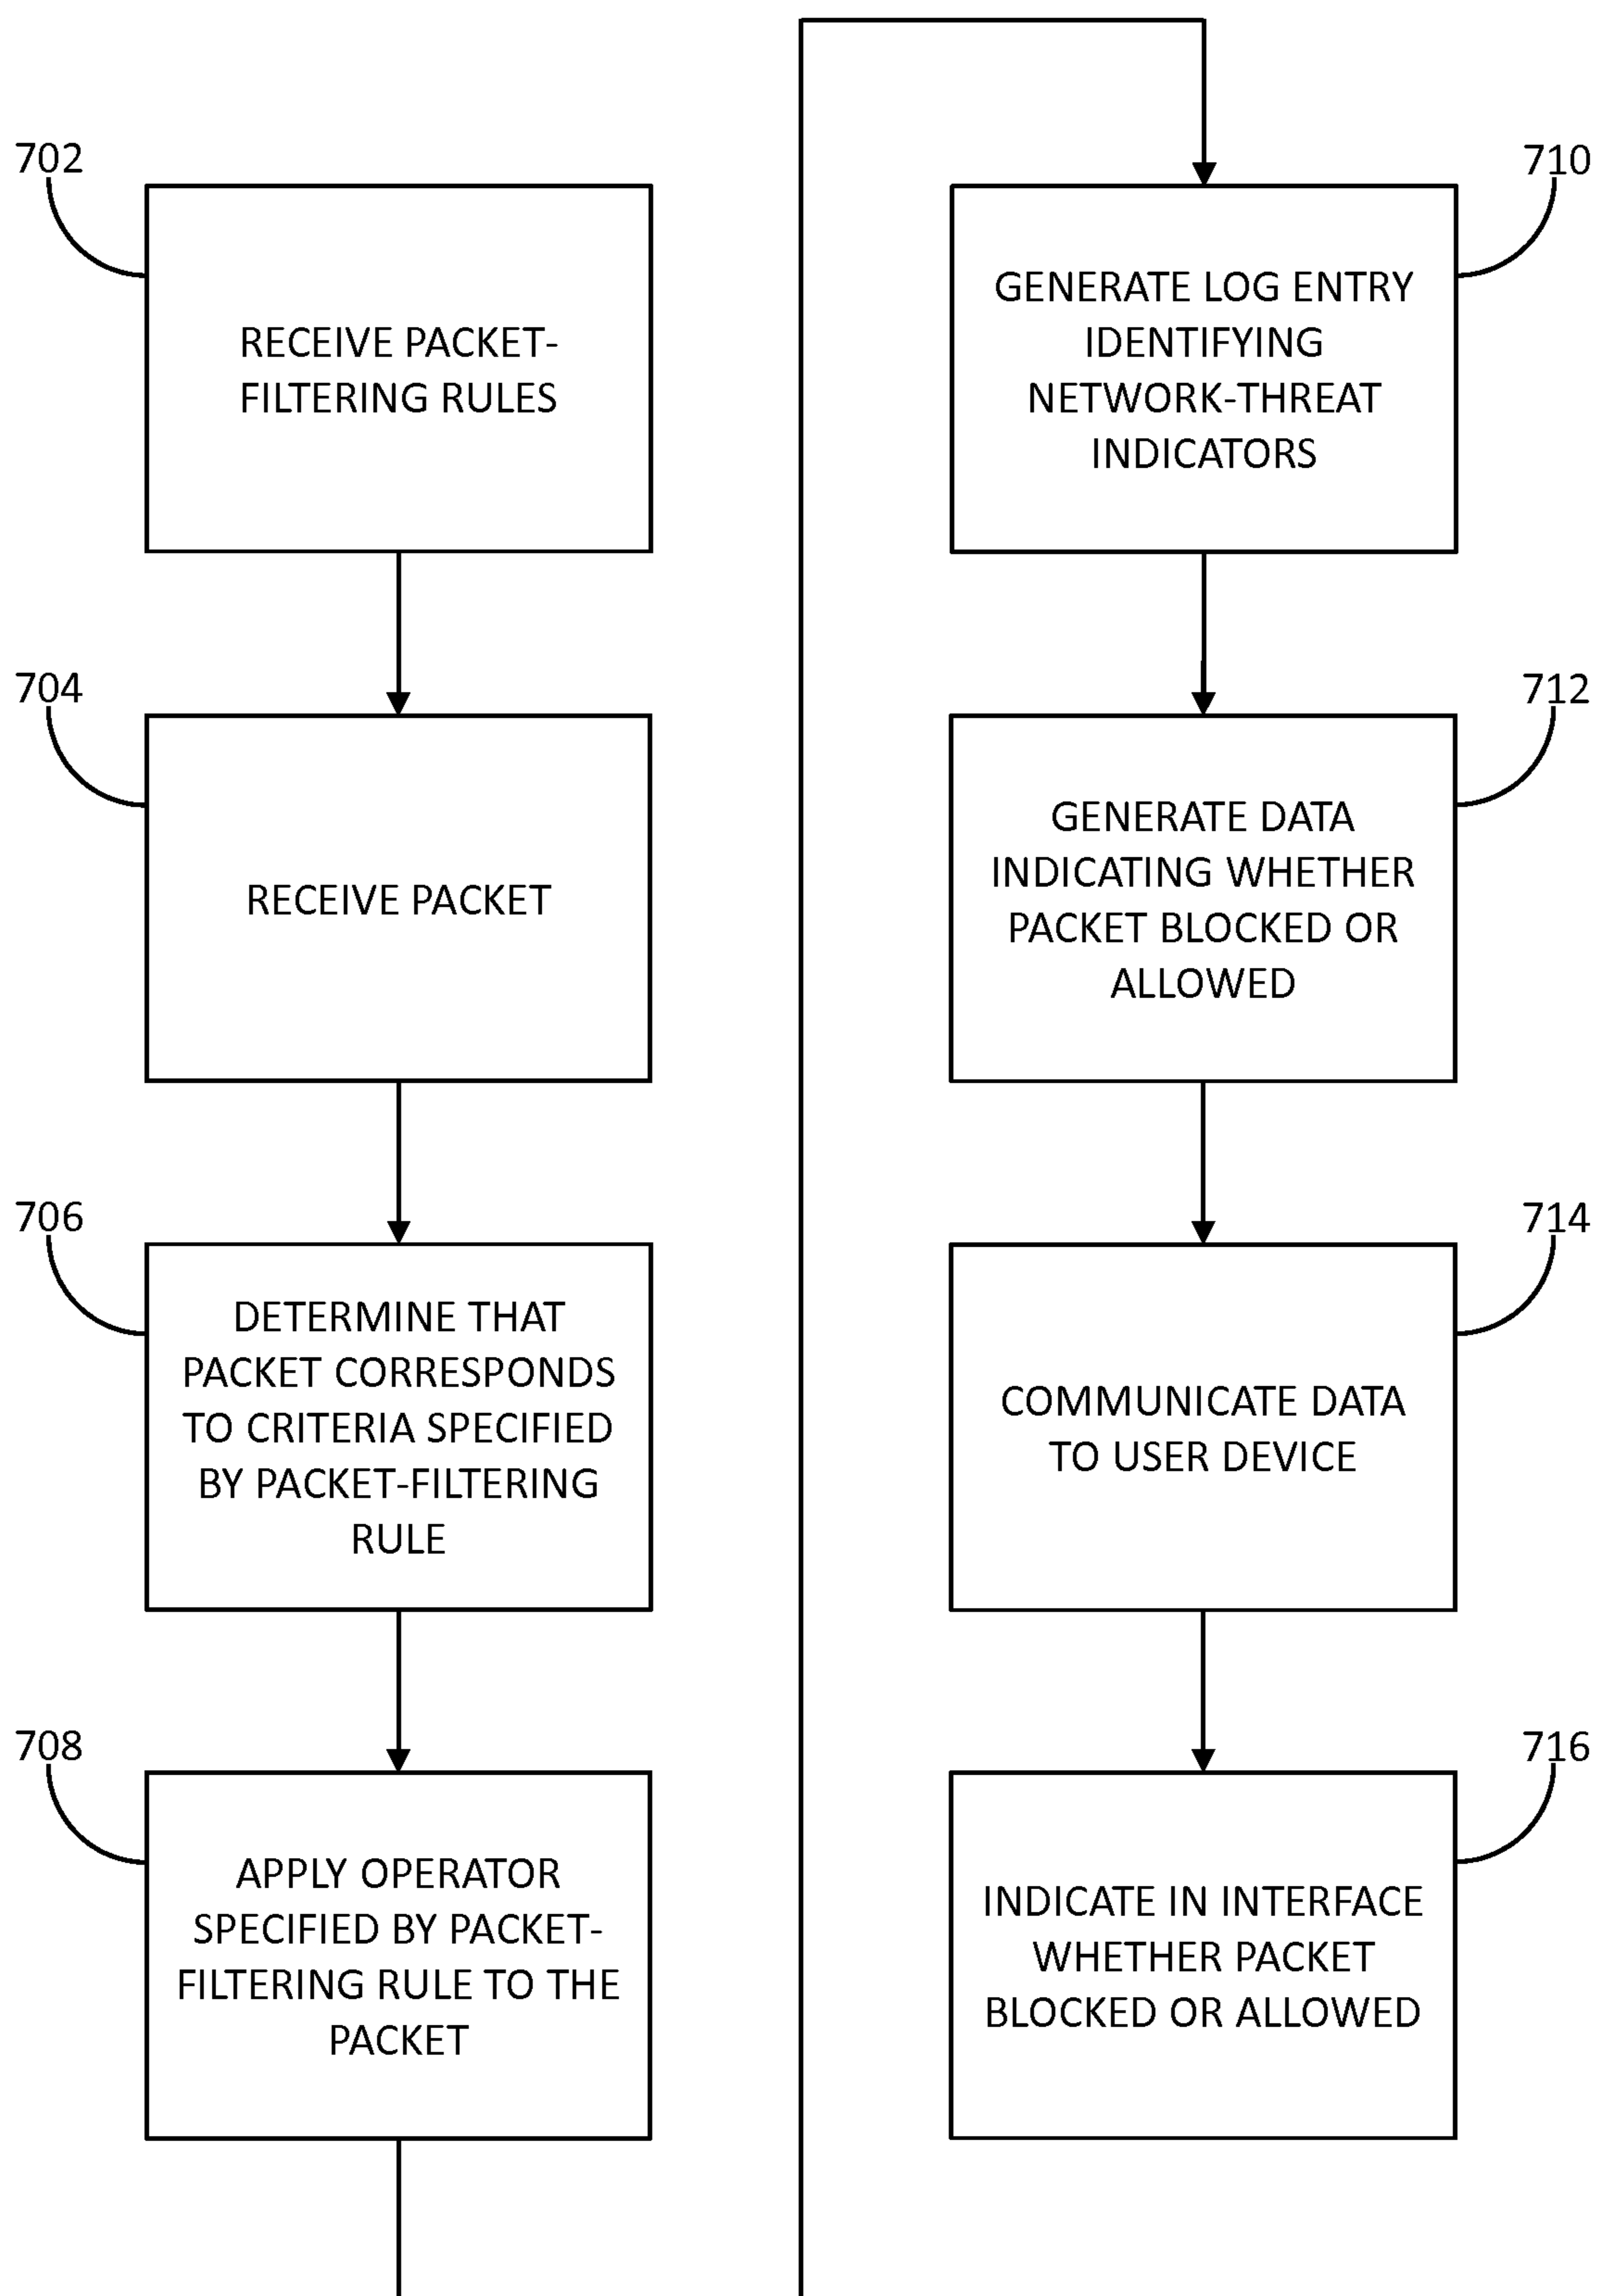 702
RECEIVE PACKET-
FILTERING RULES
704
RECEIVE PACKET
706
DETERMINE THAT
PACKET CORRESPONDS
TO CRITERIA SPECIFIED
BY PACKET-FILTERING
RULE
708
APPLY OPERATOR
SPECIFIED BY PACKET-
FILTERING RULE TO THE
PACKET
710
GENERATE LOG ENTRY
IDENTIFYING
NETWORK-THREAT
INDICATORS
712
GENERATE DATA
INDICATING WHETHER
PACKET BLOCKED OR
ALLOWED
714
COMMUNICATE DATA
TO USER DEVICE
716
INDICATE IN INTERFACE
WHETHER PACKET
BLOCKED OR ALLOWED